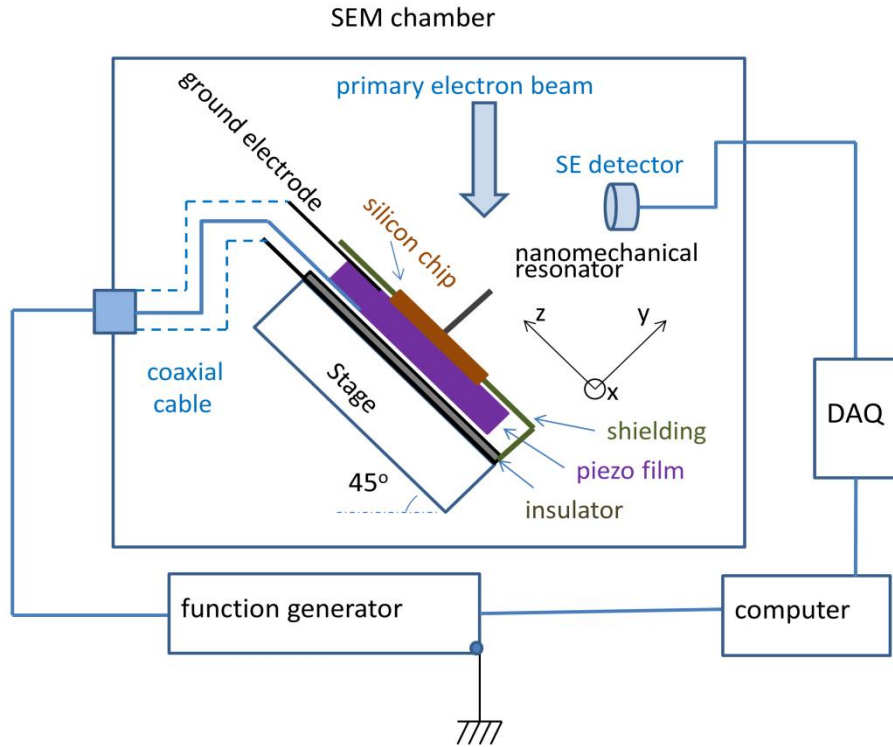 SEM chamber
ground electrode
primary electron beam
SE detector
silicon chip
nanomechanical
resonator
z
y
x
coaxial
cable
Stage
45º
shielding
piezo film
insulator
DAQ
function generator
computer